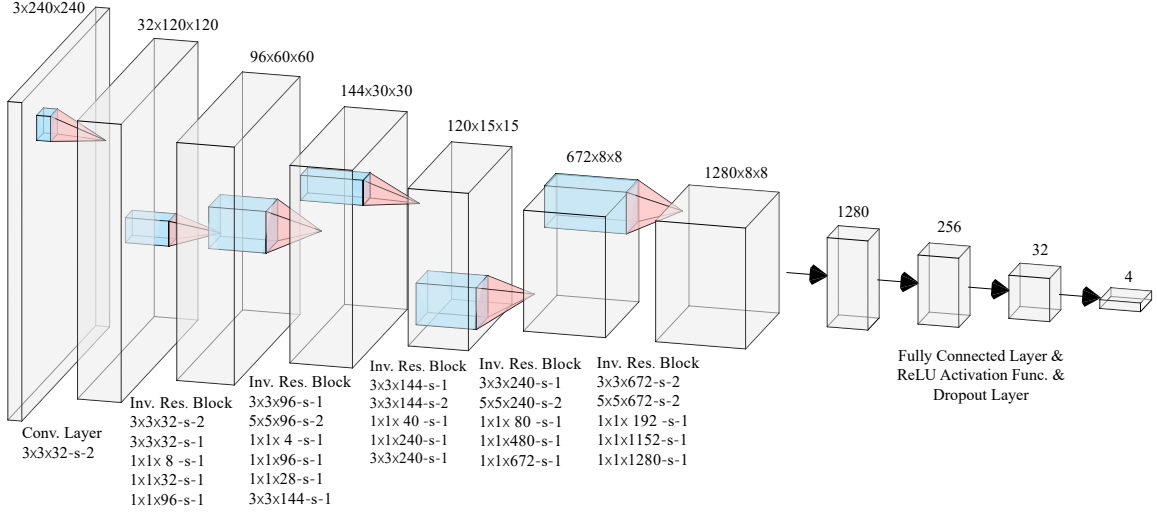 3x240x240
32x120x120
96x60x60
144x30x30
120x15x15
672x8x8
1280x8x8
1280
256
32
4
Conv. Layer
3x3x32-s-2
Inv. Res. Block
3x3x32-s-2
3x3x32-s-1
1x1x 8 -s-1
1x1x32-s-1
1x1x96-s-1
Inv. Res. Block
3x3x96-s-1
5x5x96-s-2
1x1x 4 -s-1
1x1x96-s-1
1x1x28-s-1
3x3x144-s-1
Inv. Res. Block
3x3x144-s-1
3x3x144-s-2
1x1x 40 -s-1
1x1x240-s-1
3x3x240-s-1
Inv. Res. Block
3x3x240-s-1
5x5x240-s-2
1x1x 80 -s-1
1x1x480-s-1
1x1x672-s-1
Inv. Res. Block
3x3x672-s-2
5x5x672-s-2
1x1x 192 -s-1
1x1x1152-s-1
1x1x1280-s-1
Fully Connected Layer &
ReLU Activation Func. &
Dropout Layer